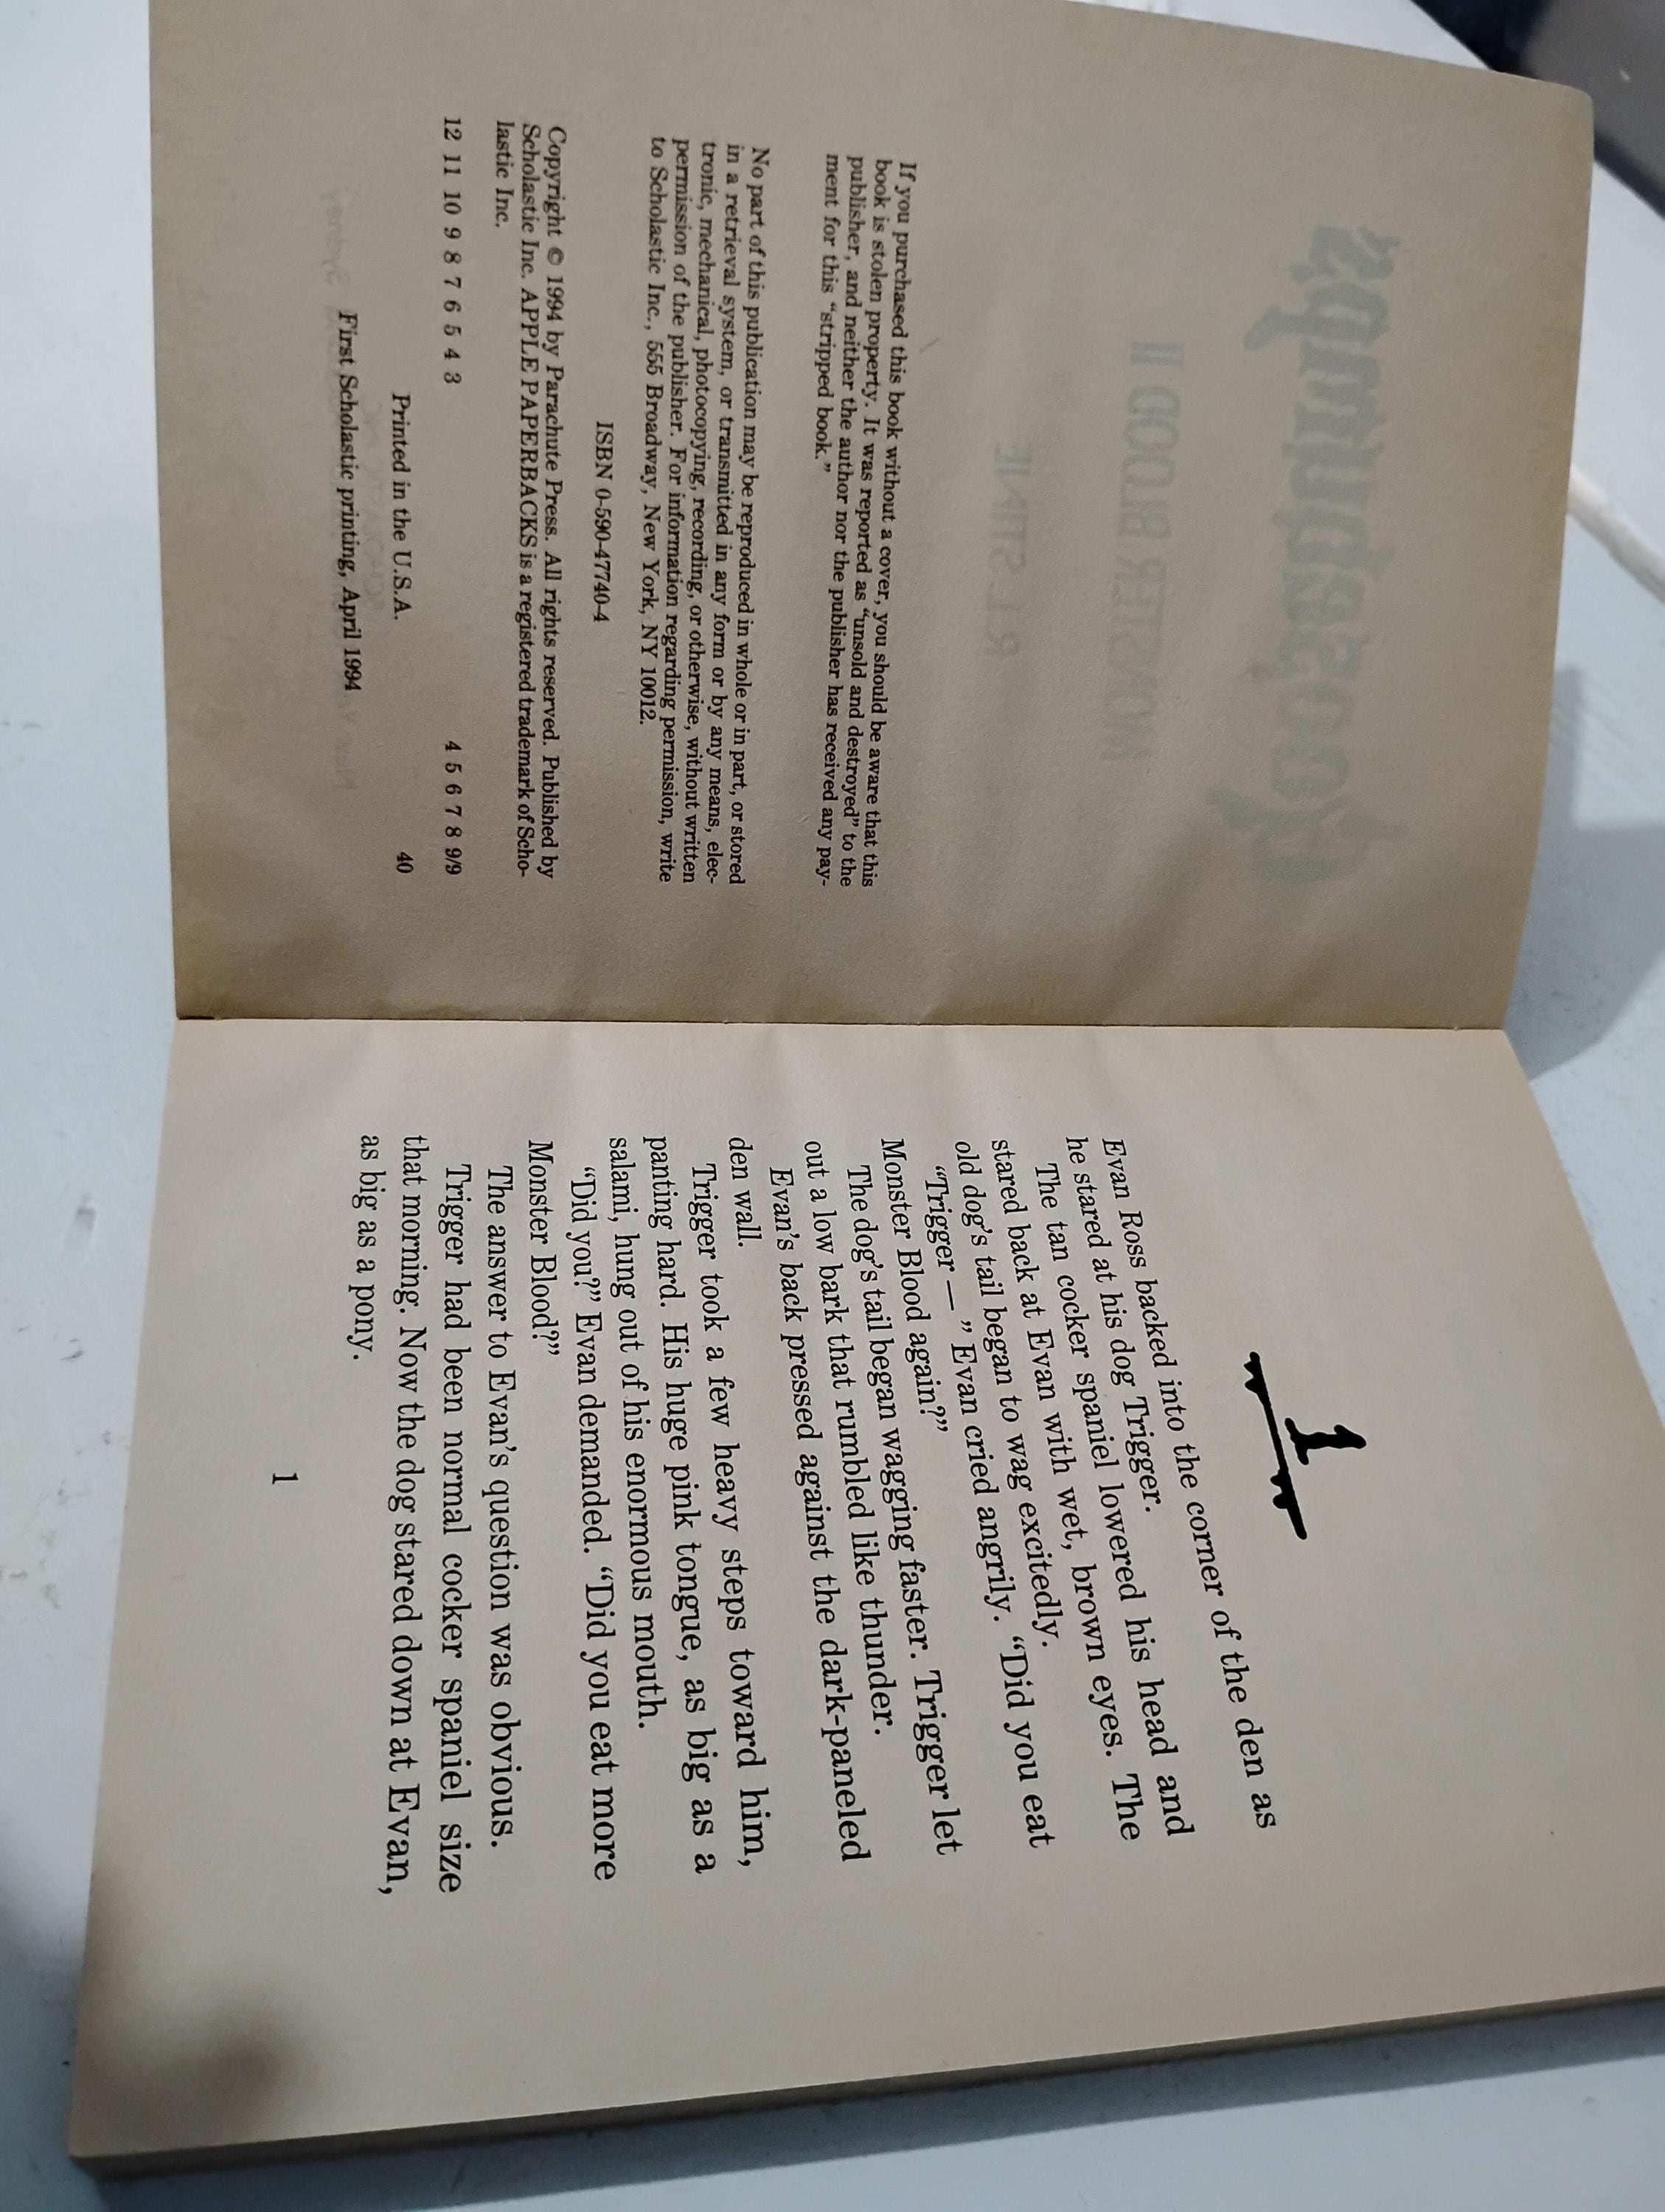 If you purchased this book without a cover, you should be aware that this
book is stolen property. It was reported as "unsold and destroyed" to the
publisher, and neither the author nor the publisher has received any pay-
ment for this "stripped book."
No part of this publication may be reproduced in whole or in part, or stored
in a retrieval system, or transmitted in any form or by any means, elec-
tronic, mechanical, photocopying, recording, or otherwise, without written
permission of the publisher. For information regarding permission, write
to Scholastic Inc., 555 Broadway, New York, NY 10012.
ISBN 0-590-47740-4
Copyright © 1994 by Parachute Press. All rights reserved. Published by
Scholastic Inc. APPLE PAPERBACKS is a registered trademark of Scho-
lastic Inc.
12 11 10 9 8 7 6 5 4 3 4 5 6 7 8 9/9
Printed in the U.S.A. 40
First Scholastic printing, April 1994
Goosebumps
MONSTER BLOOD II
R.L. STINE
1
Evan Ross backed into the corner of the den as
he stared at his dog Trigger.
The tan cocker spaniel lowered his head and
stared back at Evan with wet, brown eyes. The
old dog's tail began to wag excitedly.
"Trigger — " Evan cried angrily. "Did you eat
Monster Blood again?"
The dog's tail began wagging faster. Trigger let
out a low bark that rumbled like thunder.
Evan's back pressed against the dark-paneled
den wall.
Trigger took a few heavy steps toward him,
panting hard. His huge pink tongue, as big as a
salami, hung out of his enormous mouth.
"Did you?" Evan demanded. "Did you eat more
Monster Blood?"
The answer to Evan's question was obvious.
Trigger had been normal cocker spaniel size
that morning. Now the dog stared down at Evan,
as big as a pony.
1